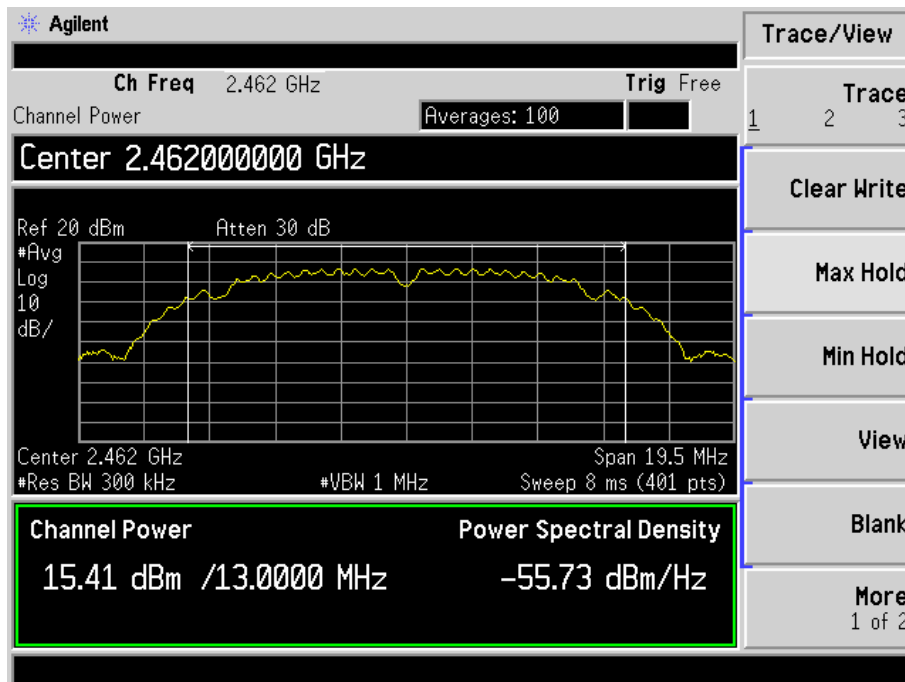 Agilent
Trace/View
Ch Freq 2.462 GHz Trig Free
Channel Power Averages: 100
Trace
1 2 3
Center 2.462000000 GHz
Clear Write
Ref 20 dBm Atten 30 dB
#Avg
Log
10
dB/
Max Hold
Min Hold
View
Center 2.462 GHz Span 19.5 MHz
#Res BW 300 kHz #VBW 1 MHz Sweep 8 ms (401 pts)
Channel Power Power Spectral Density
15.41 dBm /13.0000 MHz -55.73 dBm/Hz
Blank
More
1 of 2